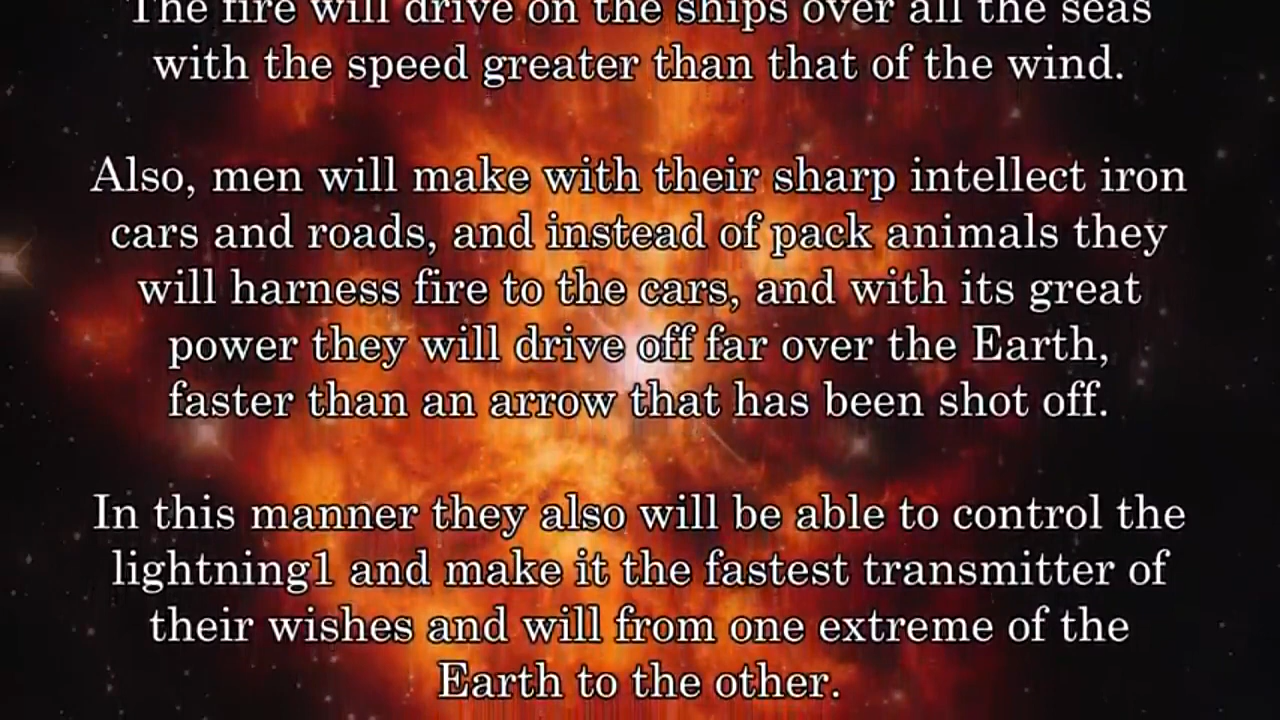 The fire will drive on the ships over all the seas
with the speed greater than that of the wind.
Also, men will make with their sharp intellect iron
cars and roads, and instead of pack animals they
will harness fire to the cars, and with its great
power they will drive off far over the Earth,
faster than an arrow that has been shot off.
In this manner they also will be able to control the
lightning1 and make it the fastest transmitter of
their wishes and will from one extreme of the
Earth to the other.